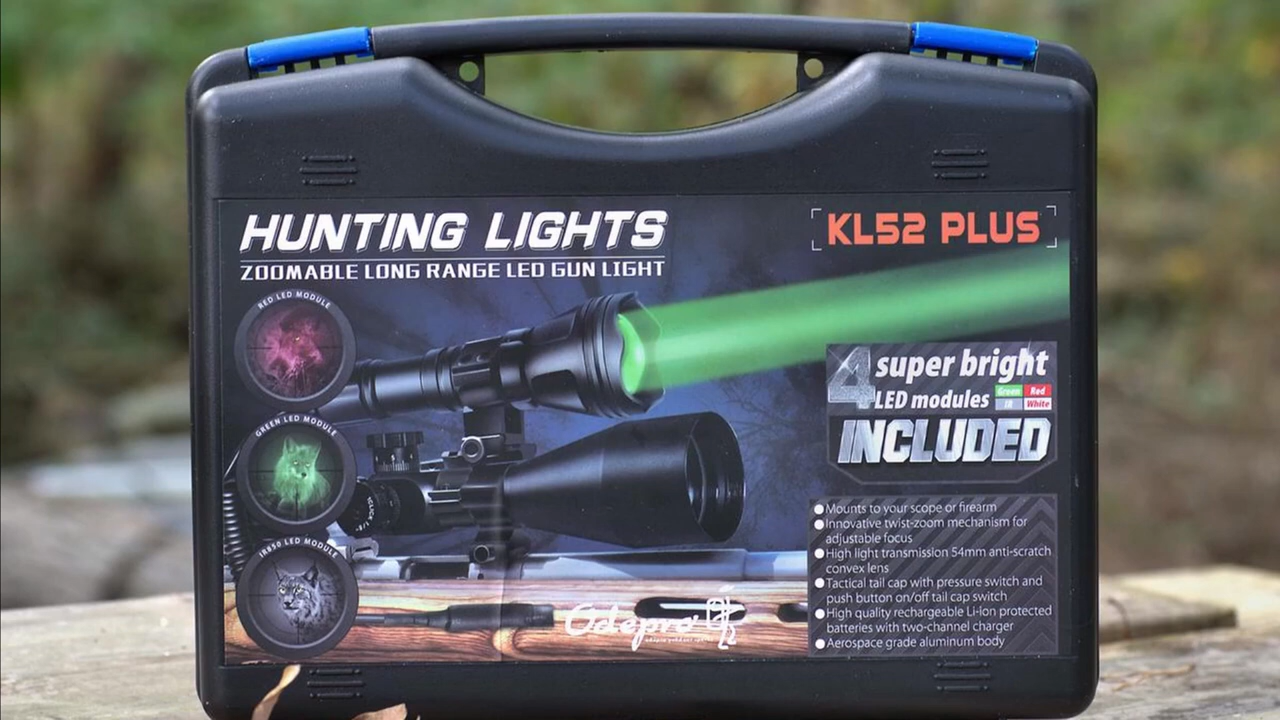 HUNTING LIGHTS
ZOOMABLE LONG RANGE LED GUN LIGHT
KL52 PLUS
RED LED MODULE
GREEN LED MODULE
IR850 LED MODULE
4 super bright
LED modules
Green Red
IR White
INCLUDED
Mounts to your scope or firearm
Innovative twist-zoom mechanism for
adjustable focus
High light transmission 54mm anti-scratch
convex lens
Tactical tail cap with pressure switch and
push button on/off tail cap switch
High quality rechargeable Li-Ion protected
batteries with two-channel charger
Aerospace grade aluminum body
Odepro